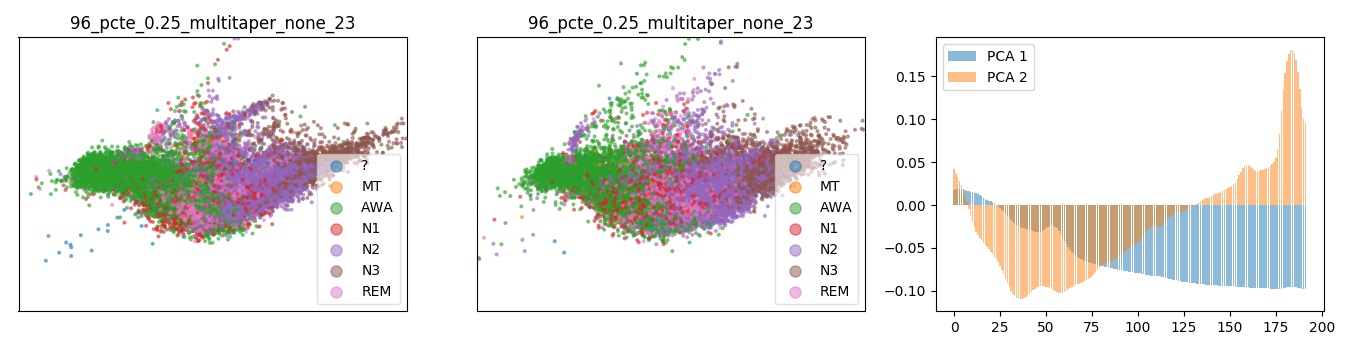 96_pcte_0.25_multitaper_none_23
?
MT
AWA
N1
N2
N3
REM
96_pcte_0.25_multitaper_none_23
?
MT
AWA
N1
N2
N3
REM
PCA 1
PCA 2
0.15
0.10
0.05
0.00
−0.05
−0.10
0 25 50 75 100 125 150 175 200